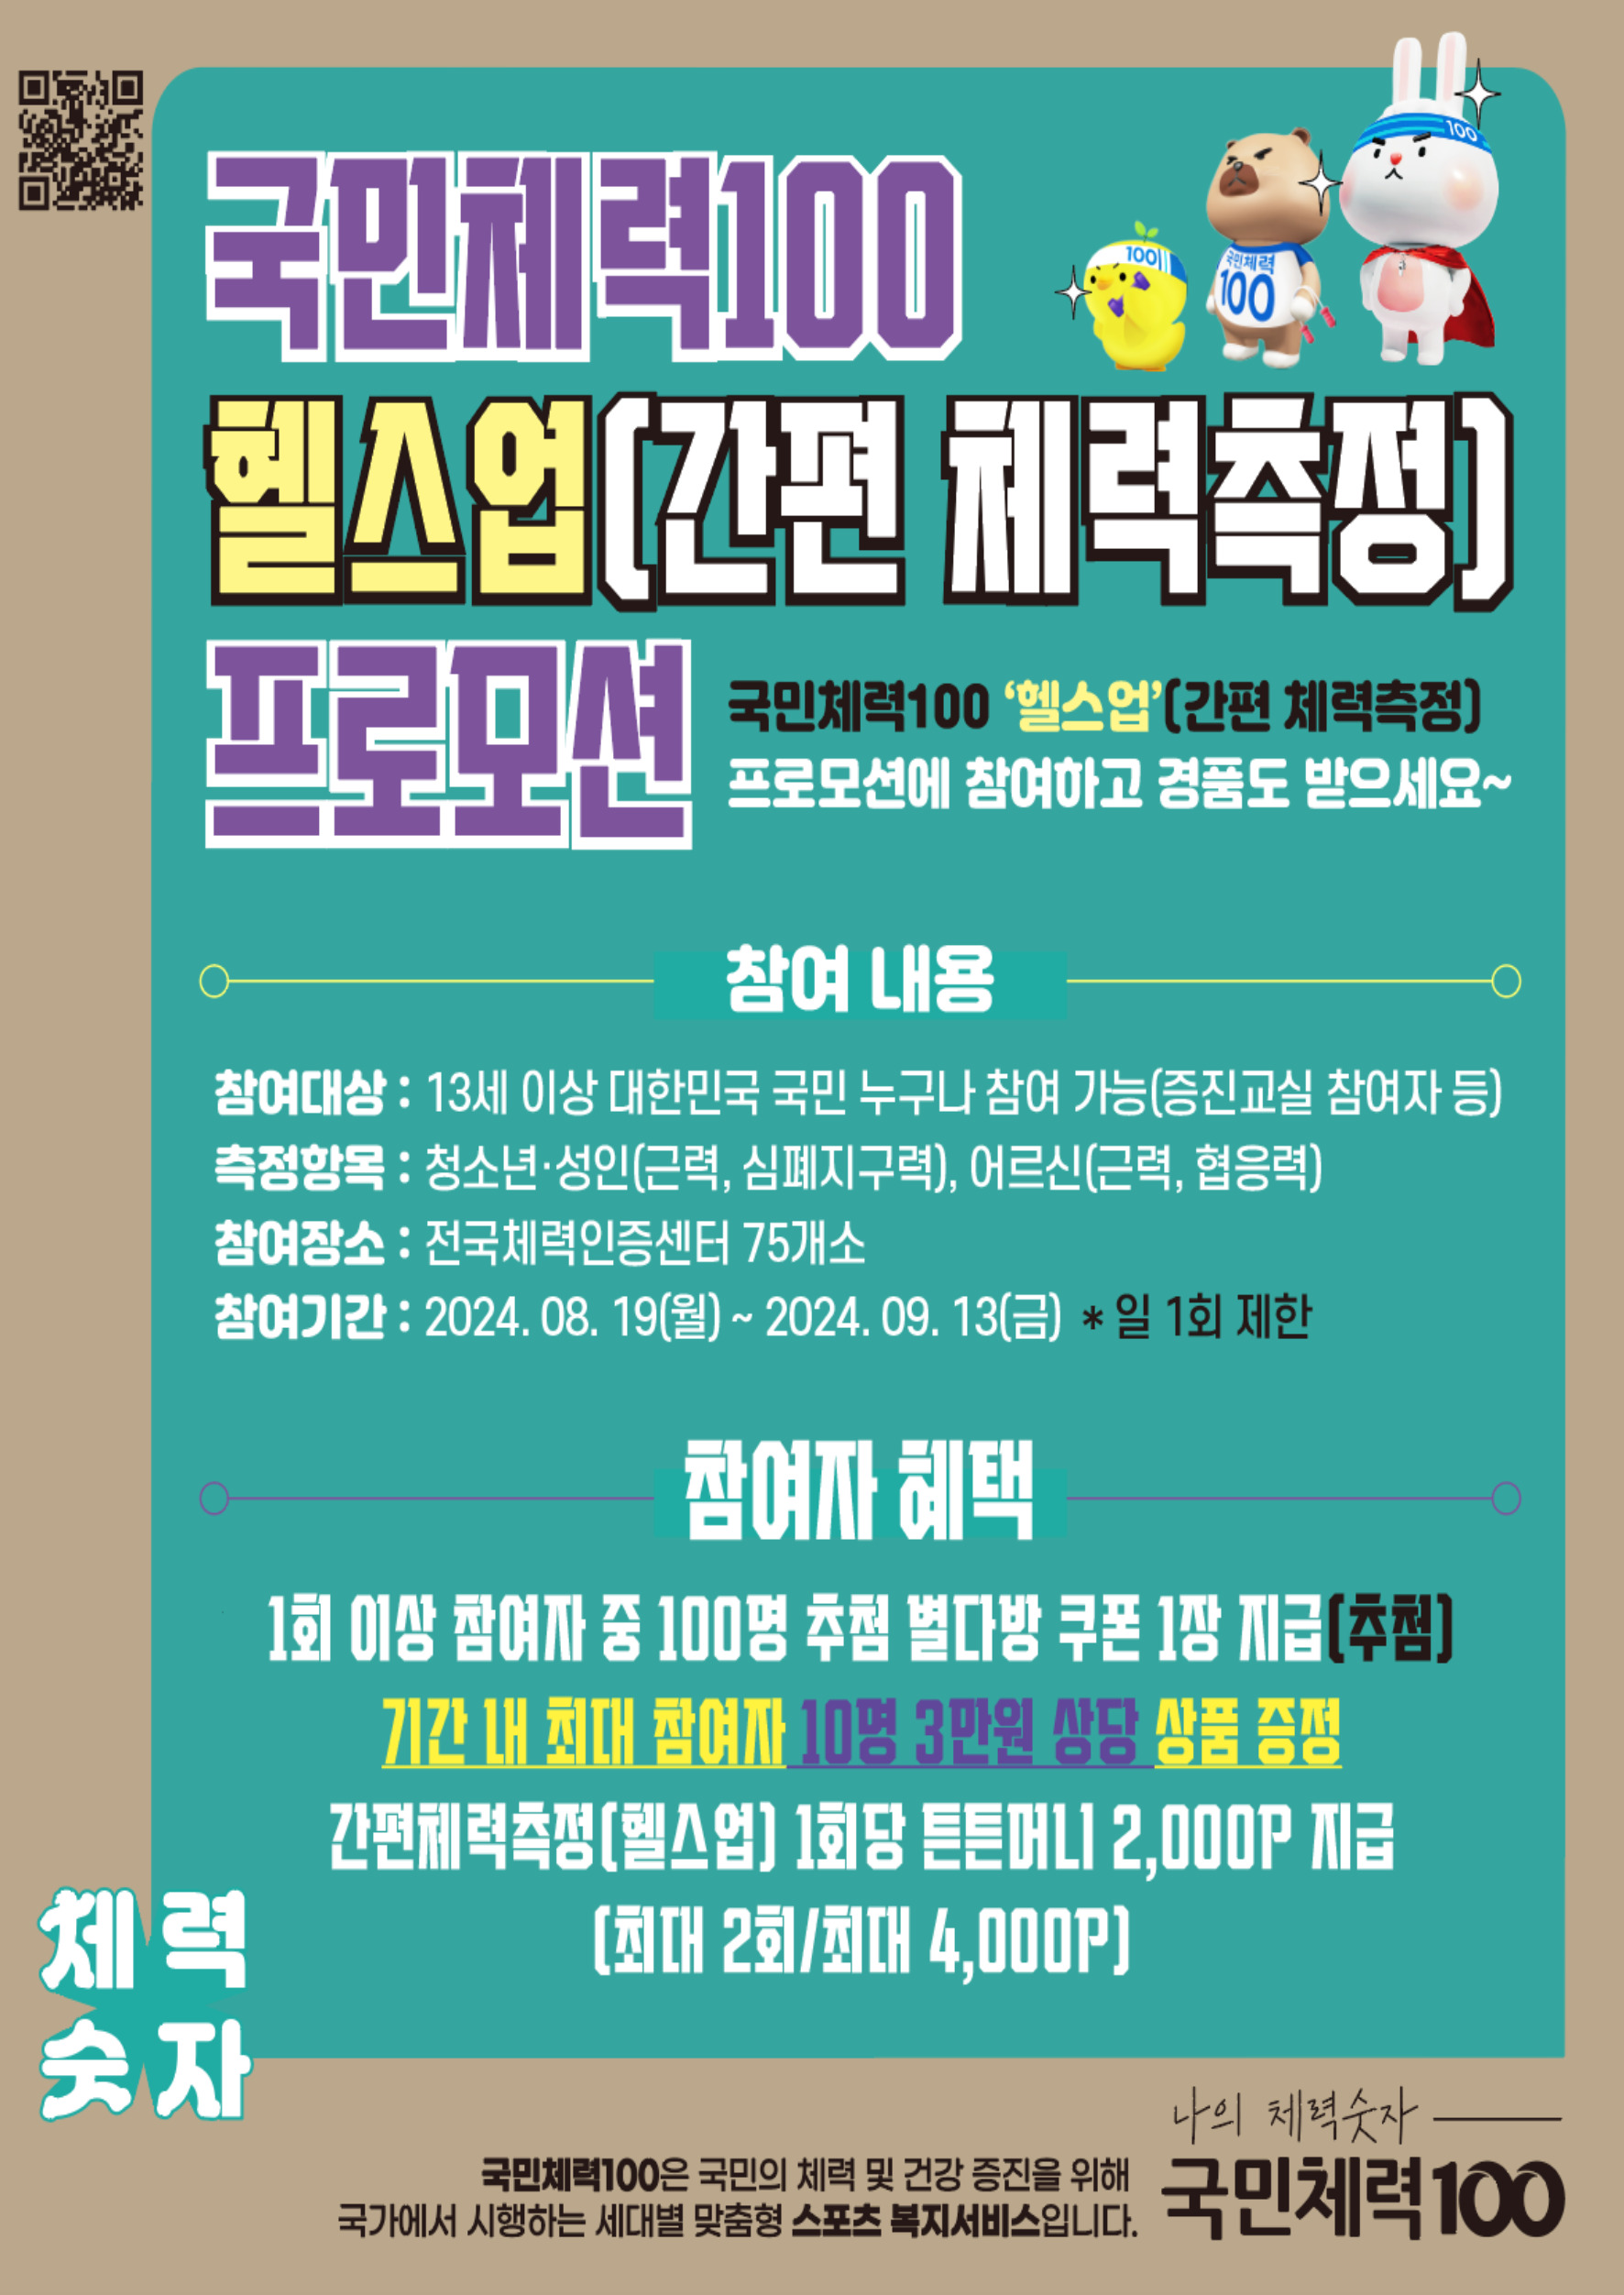 국민체력100
헬스업(간편 체력측정)
프로모션
국민체력100 ‘헬스업’(간편 체력측정)
프로모션에 참여하고 경품도 받으세요~
100
100
국민체력
100
참여 내용
참여대상 : 13세 이상 대한민국 국민 누구나 참여 가능(증진교실 참여자 등)
측정항목 : 청소년·성인(근력, 심폐지구력), 어르신(근력, 협응력)
참여장소 : 전국체력인증센터 75개소
참여기간 : 2024. 08. 19(월) ~ 2024. 09. 13(금) * 일 1회 제한
참여자 혜택
1회 이상 참여자 중 100명 추첨 별다방 쿠폰 1장 지급(추첨)
기간 내 최대 참여자 10명 3만원 상당 상품 증정
간편체력측정(헬스업) 1회당 튼튼머니 2,000P 지급
(최대 2회/최대 4,000P)
체력
숫자
나의 체력숫자
국민체력100은 국민의 체력 및 건강 증진을 위해
국가에서 시행하는 세대별 맞춤형 스포츠 복지서비스입니다.
국민체력100